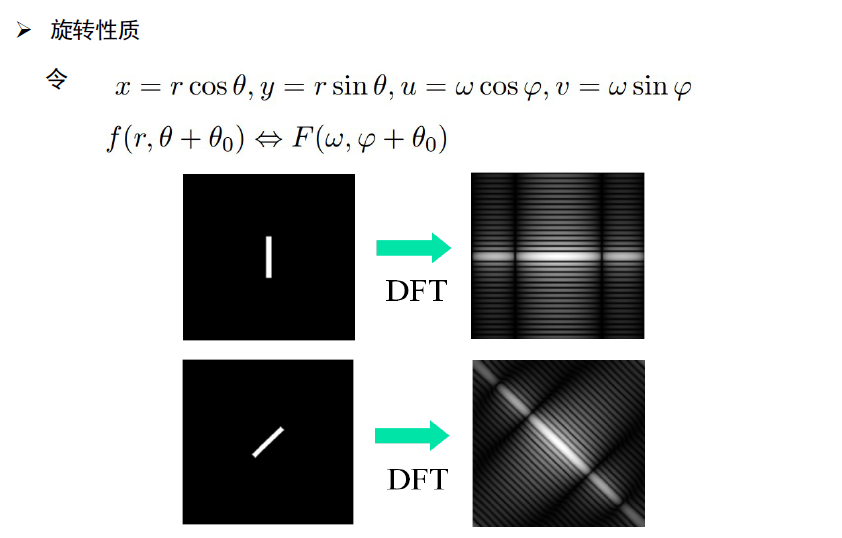 ➢ 旋转性质
令 x = r cos θ, y = r sin θ, u = ω cos φ, v = ω sin φ
f(r, θ + θ₀) ⇔ F(ω, φ + θ₀)
DFT
DFT